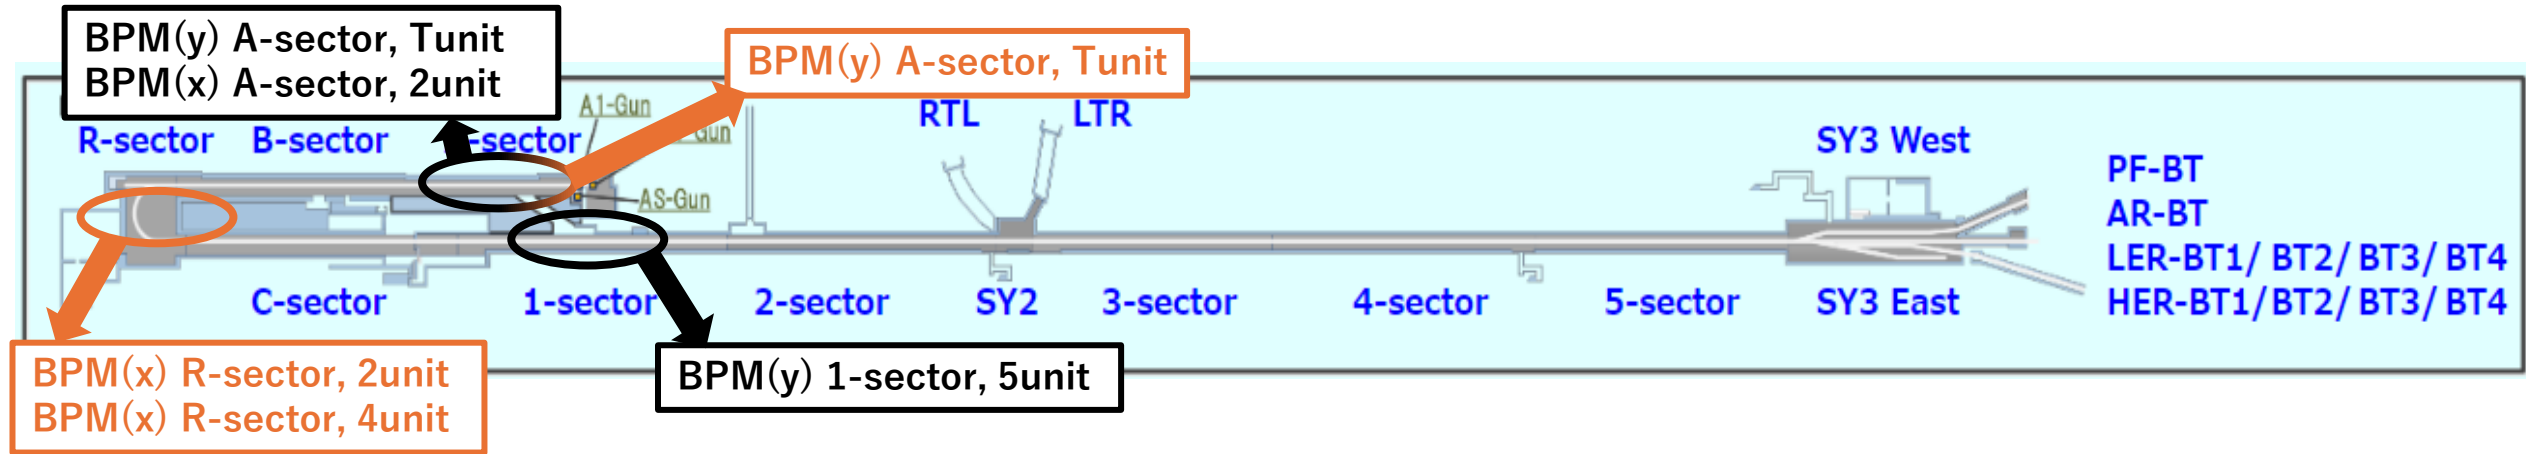 BPM(y) A-sector, Tunit
BPM(x) A-sector, 2unit
BPM(y) A-sector, Tunit
A1-Gun
Gun
AS-Gun
R-sector
B-sector
-sector
RTL
LTR
SY3 West
PF-BT
AR-BT
LER-BT1/ BT2/ BT3/ BT4
HER-BT1/ BT2/ BT3/ BT4
C-sector
1-sector
2-sector
SY2
3-sector
4-sector
5-sector
SY3 East
BPM(x) R-sector, 2unit
BPM(x) R-sector, 4unit
BPM(y) 1-sector, 5unit